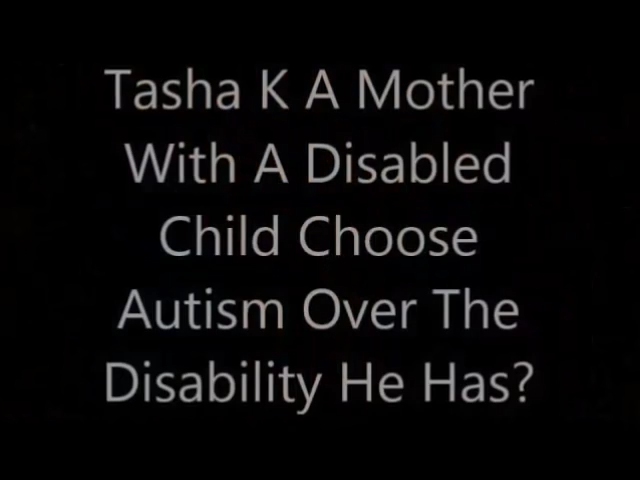 Tasha K A Mother
With A Disabled
Child Choose
Autism Over The
Disability He Has?